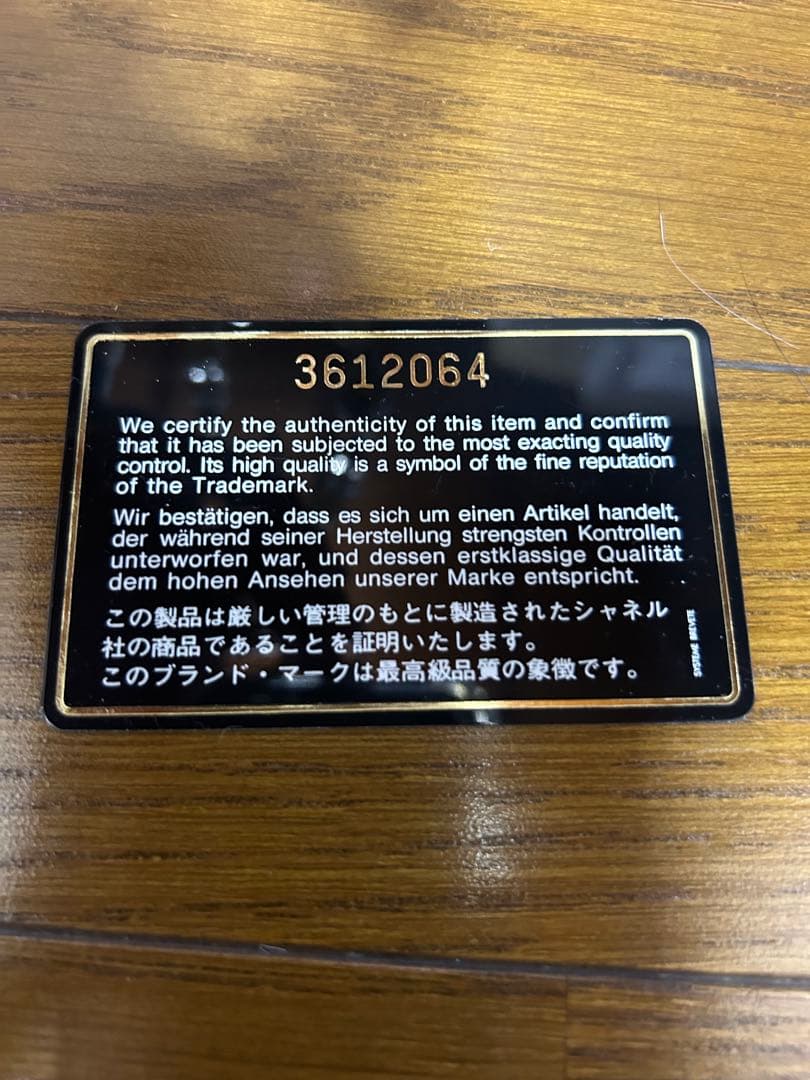 3612064
We certify the authenticity of this item and confirm
that it has been subjected to the most exacting quality
control. Its high quality is a symbol of the fine reputation
of the Trademark.
Wir bestätigen, dass es sich um einen Artikel handelt,
der während seiner Herstellung strengsten Kontrollen
unterworfen war, und dessen erstklassige Qualität
dem hohen Ansehen unserer Marke entspricht.
この製品は厳しい管理のもとに製造されたシャネル
社の商品であることを証明いたします。
このブランド・マークは最高級品質の象徴です。
SYSTEME BREVETE